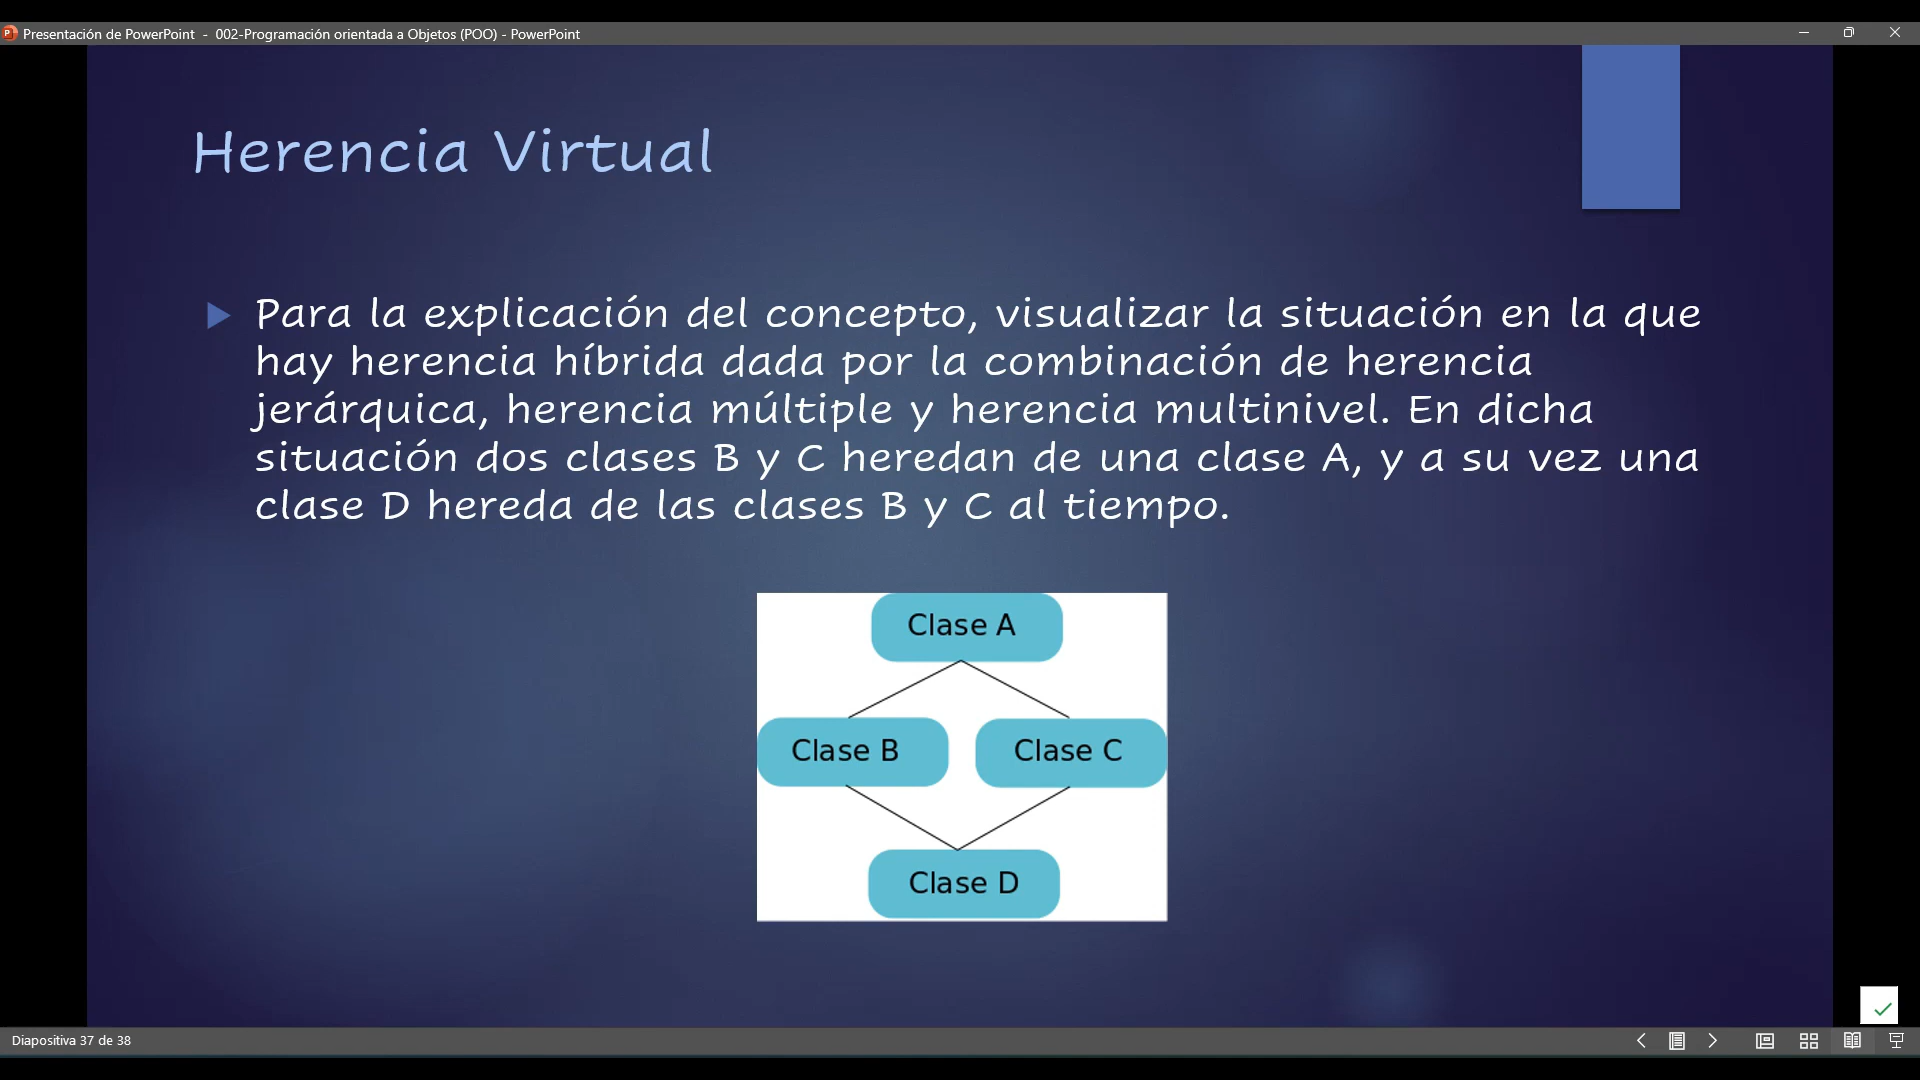 Presentación de PowerPoint - 002-Programación orientada a Objetos (POO) - PowerPoint
Herencia Virtual
Para la explicación del concepto, visualizar la situación en la que
hay herencia híbrida dada por la combinación de herencia
jerárquica, herencia múltiple y herencia multinivel. En dicha
situación dos clases B y C heredan de una clase A, y a su vez una
clase D hereda de las clases B y C al tiempo.
Clase A
Clase B
Clase C
Clase D
Diapositiva 37 de 38